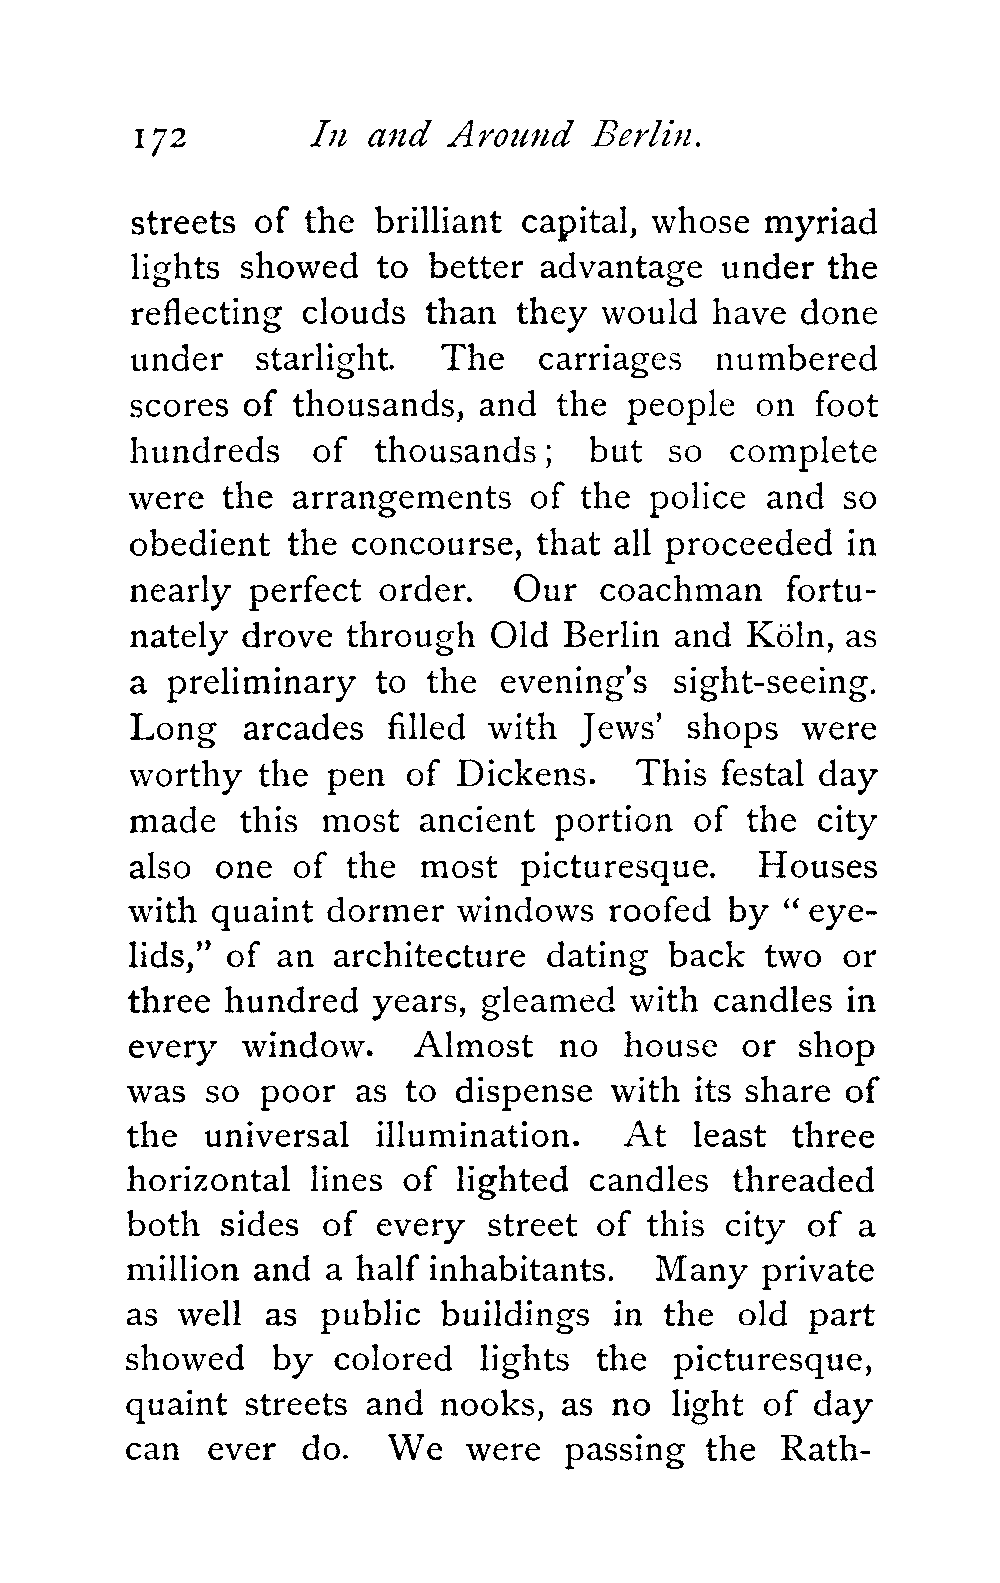 172 In and Around Berlin.
streets of the brilliant capital, whose myriad
lights showed to better advantage under the
reflecting clouds than they would have done
under starlight. The carriages numbered
scores of thousands, and the people on foot
hundreds of thousands; but so complete
were the arrangements of the police and so
obedient the concourse, that all proceeded in
nearly perfect order. Our coachman fortu-
nately drove through Old Berlin and Köln, as
a preliminary to the evening's sight-seeing.
Long arcades filled with Jews' shops were
worthy the pen of Dickens. This festal day
made this most ancient portion of the city
also one of the most picturesque. Houses
with quaint dormer windows roofed by “eye-
lids,” of an architecture dating back two or
three hundred years, gleamed with candles in
every window. Almost no house or shop
was so poor as to dispense with its share of
the universal illumination. At least three
horizontal lines of lighted candles threaded
both sides of every street of this city of a
million and a half inhabitants. Many private
as well as public buildings in the old part
showed by colored lights the picturesque,
quaint streets and nooks, as no light of day
can ever do. We were passing the Rath-